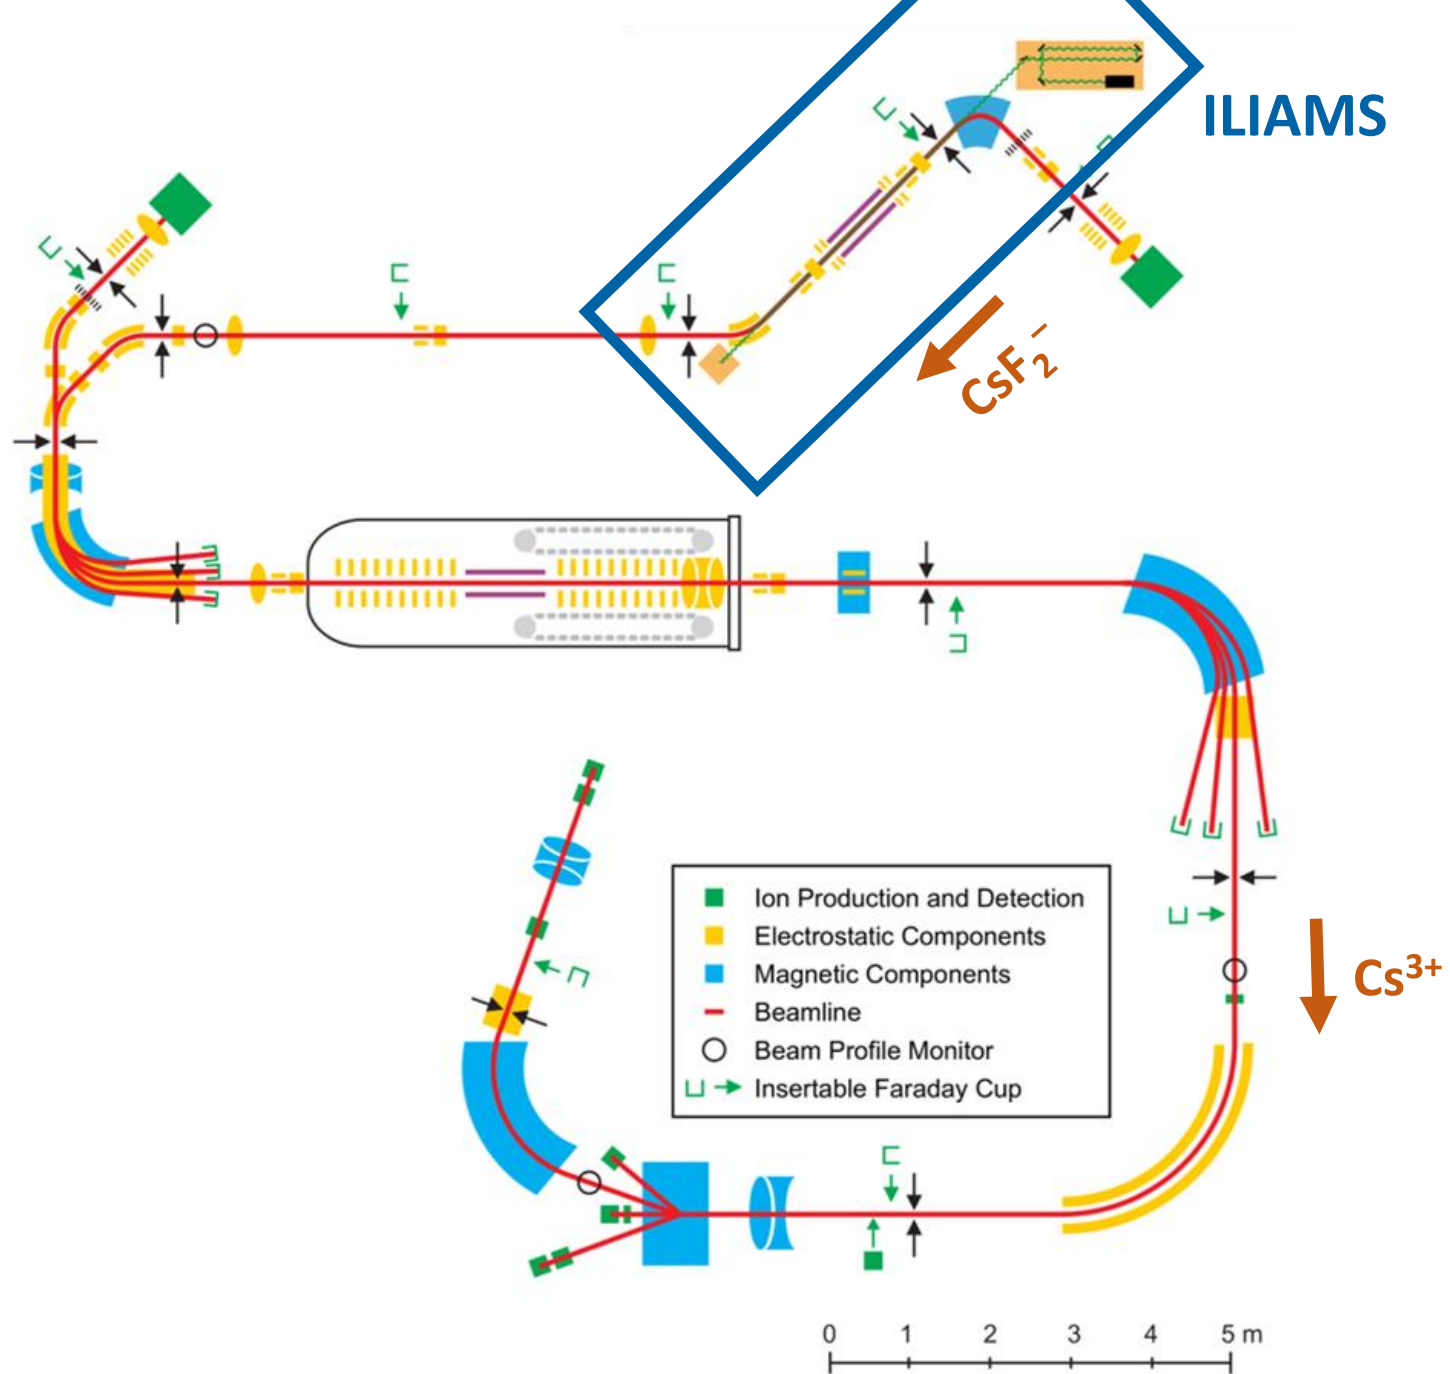 ILIAMS
CsF₂⁻
Ion Production and Detection
Electrostatic Components
Magnetic Components
Beamline
Beam Profile Monitor
Insertable Faraday Cup
Cs³⁺
0 1 2 3 4 5 m